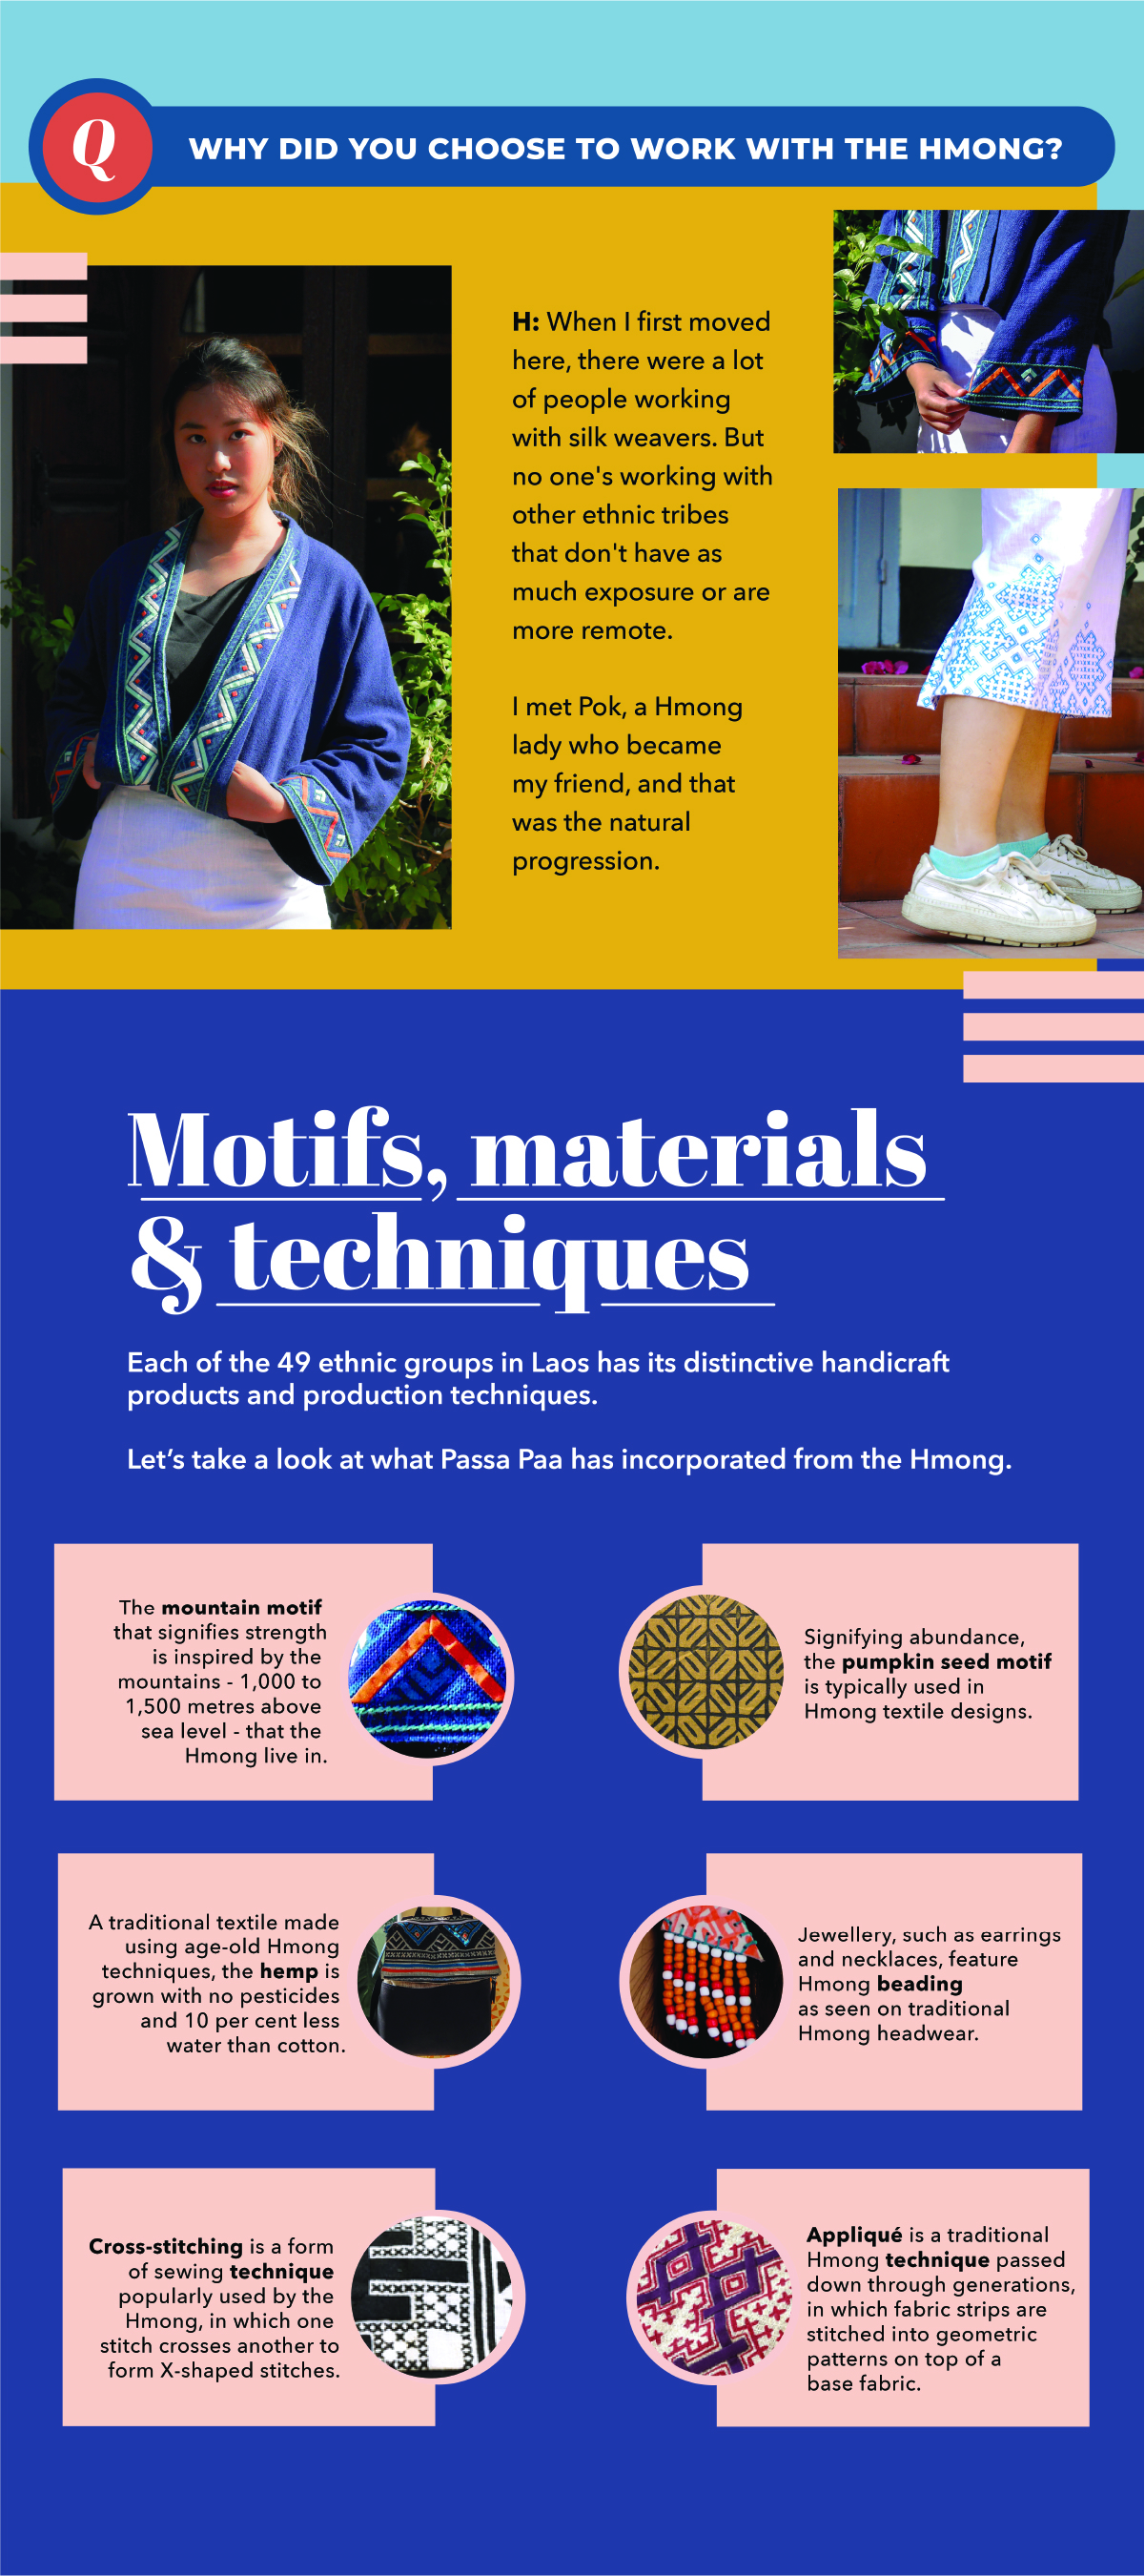 Q
WHY DID YOU CHOOSE TO WORK WITH THE HMONG?
H: When I first moved
here, there were a lot
of people working
with silk weavers. But
no one's working with
other ethnic tribes
that don't have as
much exposure or are
more remote.
I met Pok, a Hmong
lady who became
my friend, and that
was the natural
progression.
Motifs, materials
& techniques
Each of the 49 ethnic groups in Laos has its distinctive handicraft
products and production techniques.
Let’s take a look at what Passa Paa has incorporated from the Hmong.
The mountain motif
that signifies strength
is inspired by the
mountains - 1,000 to
1,500 metres above
sea level - that the
Hmong live in.
Signifying abundance,
the pumpkin seed motif
is typically used in
Hmong textile designs.
A traditional textile made
using age-old Hmong
techniques, the hemp is
grown with no pesticides
and 10 per cent less
water than cotton.
Jewellery, such as earrings
and necklaces, feature
Hmong beading
as seen on traditional
Hmong headwear.
Cross-stitching is a form
of sewing technique
popularly used by the
Hmong, in which one
stitch crosses another to
form X-shaped stitches.
Appliqué is a traditional
Hmong technique passed
down through generations,
in which fabric strips are
stitched into geometric
patterns on top of a
base fabric.